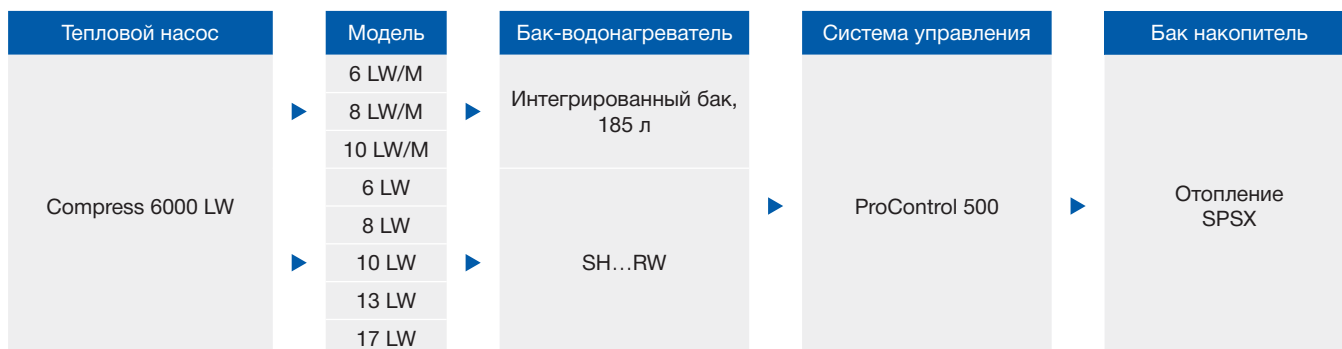 Тепловой насос
Модель
Бак-водонагреватель
Система управления
Бак накопитель
Compress 6000 LW
6 LW/M
8 LW/M
10 LW/M
6 LW
8 LW
10 LW
13 LW
17 LW
Интегрированный бак,
185 л
SH…RW
ProControl 500
Отопление
SPSX